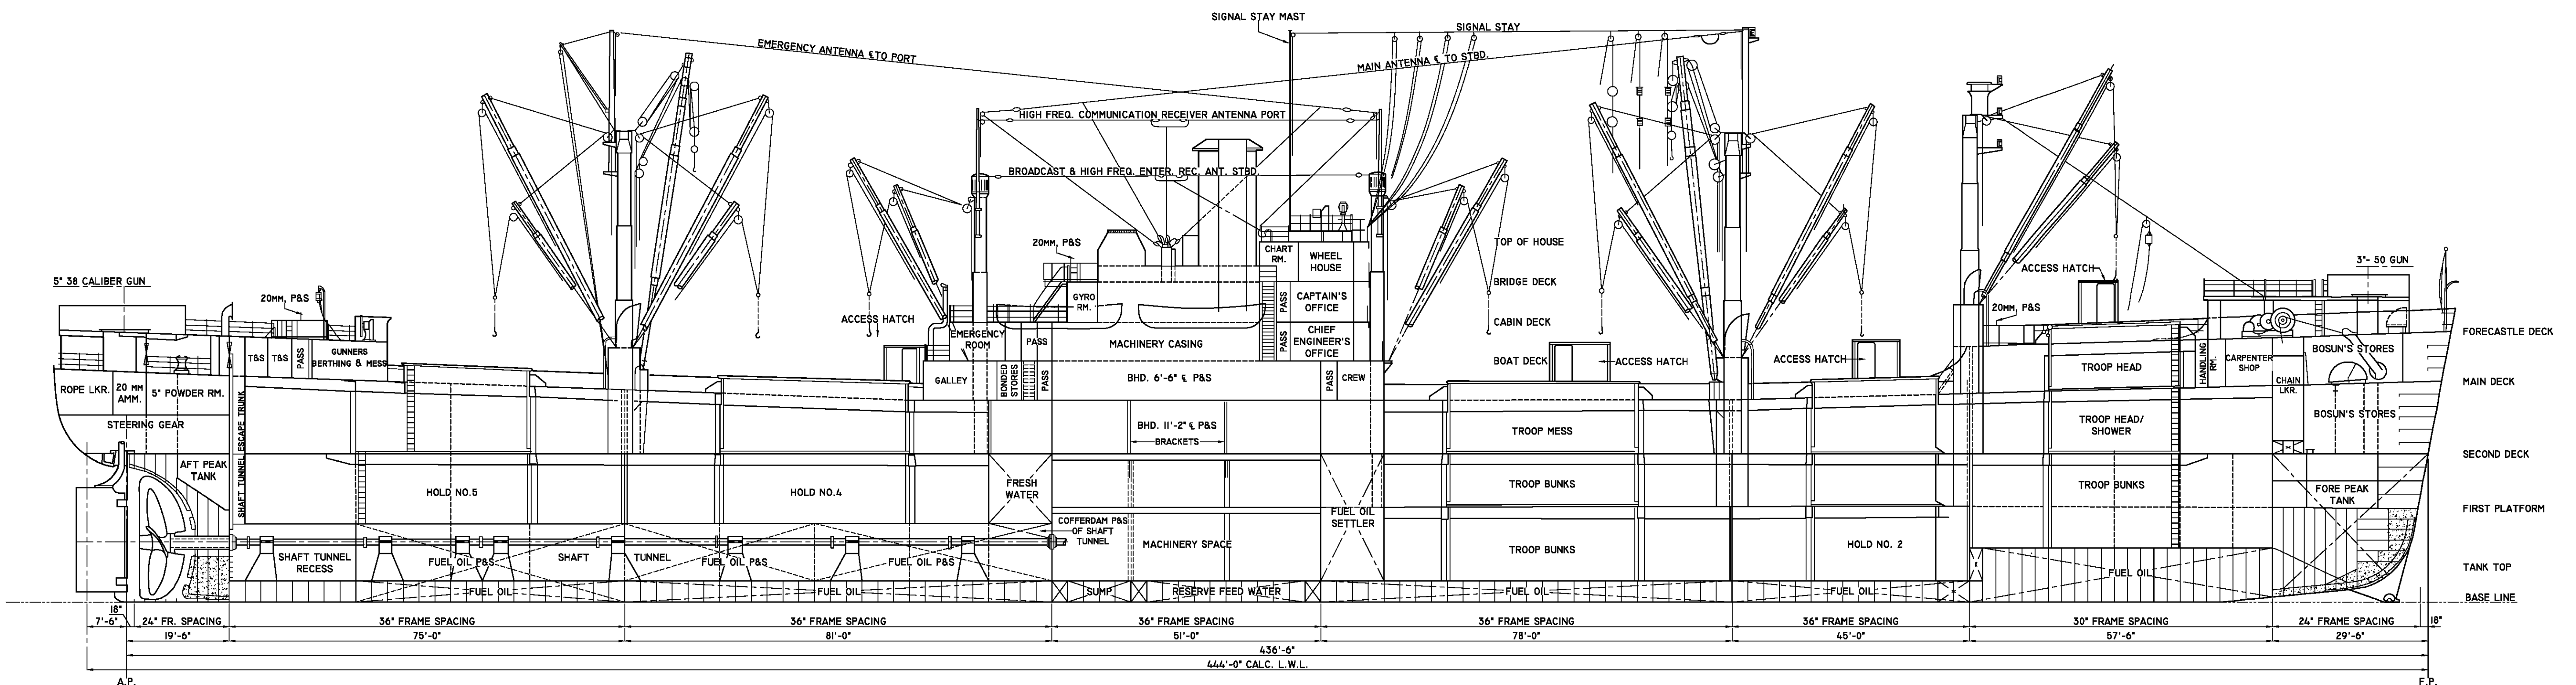 SIGNAL STAY MAST
SIGNAL STAY
EMERGENCY ANTENNA ℄ TO PORT
MAIN ANTENNA ℄ TO STBD.
HIGH FREQ. COMMUNICATION RECEIVER ANTENNA PORT
BROADCAST & HIGH FREQ. ENTER. REC. ANT. STBD.
20MM, P&S
CHART
RM.
WHEEL
HOUSE
TOP OF HOUSE
5" 38 CALIBER GUN
20MM, P&S
GYRO
RM.
PASS
CAPTAIN'S
OFFICE
BRIDGE DECK
ACCESS HATCH
3"- 50 GUN
20MM, P&S
ACCESS HATCH
EMERGENCY
ROOM
PASS
MACHINERY CASING
PASS
CHIEF
ENGINEER'S
OFFICE
CABIN DECK
FORECASTLE DECK
T&S
T&S
PASS
GUNNERS
BERTHING & MESS
BOAT DECK
ACCESS HATCH
ACCESS HATCH
TROOP HEAD
HANDLING
RM.
CARPENTER
SHOP
BOSUN'S STORES
ROPE LKR.
20 MM
AMM.
5" POWDER RM.
GALLEY
BONDED
STORES
PASS
BHD. 6'-6" ℄ P&S
PASS
CREW
CHAIN
LKR.
MAIN DECK
STEERING GEAR
SHAFT TUNNEL ESCAPE TRUNK
BHD. 11'-2" ℄ P&S
BRACKETS
TROOP MESS
TROOP HEAD/
SHOWER
BOSUN'S STORES
SECOND DECK
AFT PEAK
TANK
HOLD NO.5
HOLD NO.4
FRESH
WATER
TROOP BUNKS
TROOP BUNKS
FORE PEAK
TANK
FIRST PLATFORM
FUEL OIL
SETTLER
COFFERDAM P&S
OF SHAFT
TUNNEL
MACHINERY SPACE
TROOP BUNKS
HOLD NO. 2
SHAFT TUNNEL
RECESS
FUEL OIL P&S
SHAFT
TUNNEL
FUEL OIL P&S
FUEL OIL P&S
FUEL OIL
TANK TOP
FUEL OIL
FUEL OIL
SUMP
RESERVE FEED WATER
FUEL OIL
FUEL OIL
BASE LINE
18"
7'-6"
24" FR. SPACING
36" FRAME SPACING
36" FRAME SPACING
36" FRAME SPACING
36" FRAME SPACING
36" FRAME SPACING
30" FRAME SPACING
24" FRAME SPACING
18"
19'-6"
75'-0"
81'-0"
51'-0"
78'-0"
45'-0"
57'-6"
29'-6"
436'-6"
444'-0" CALC. L.W.L.
A.P.
F.P.